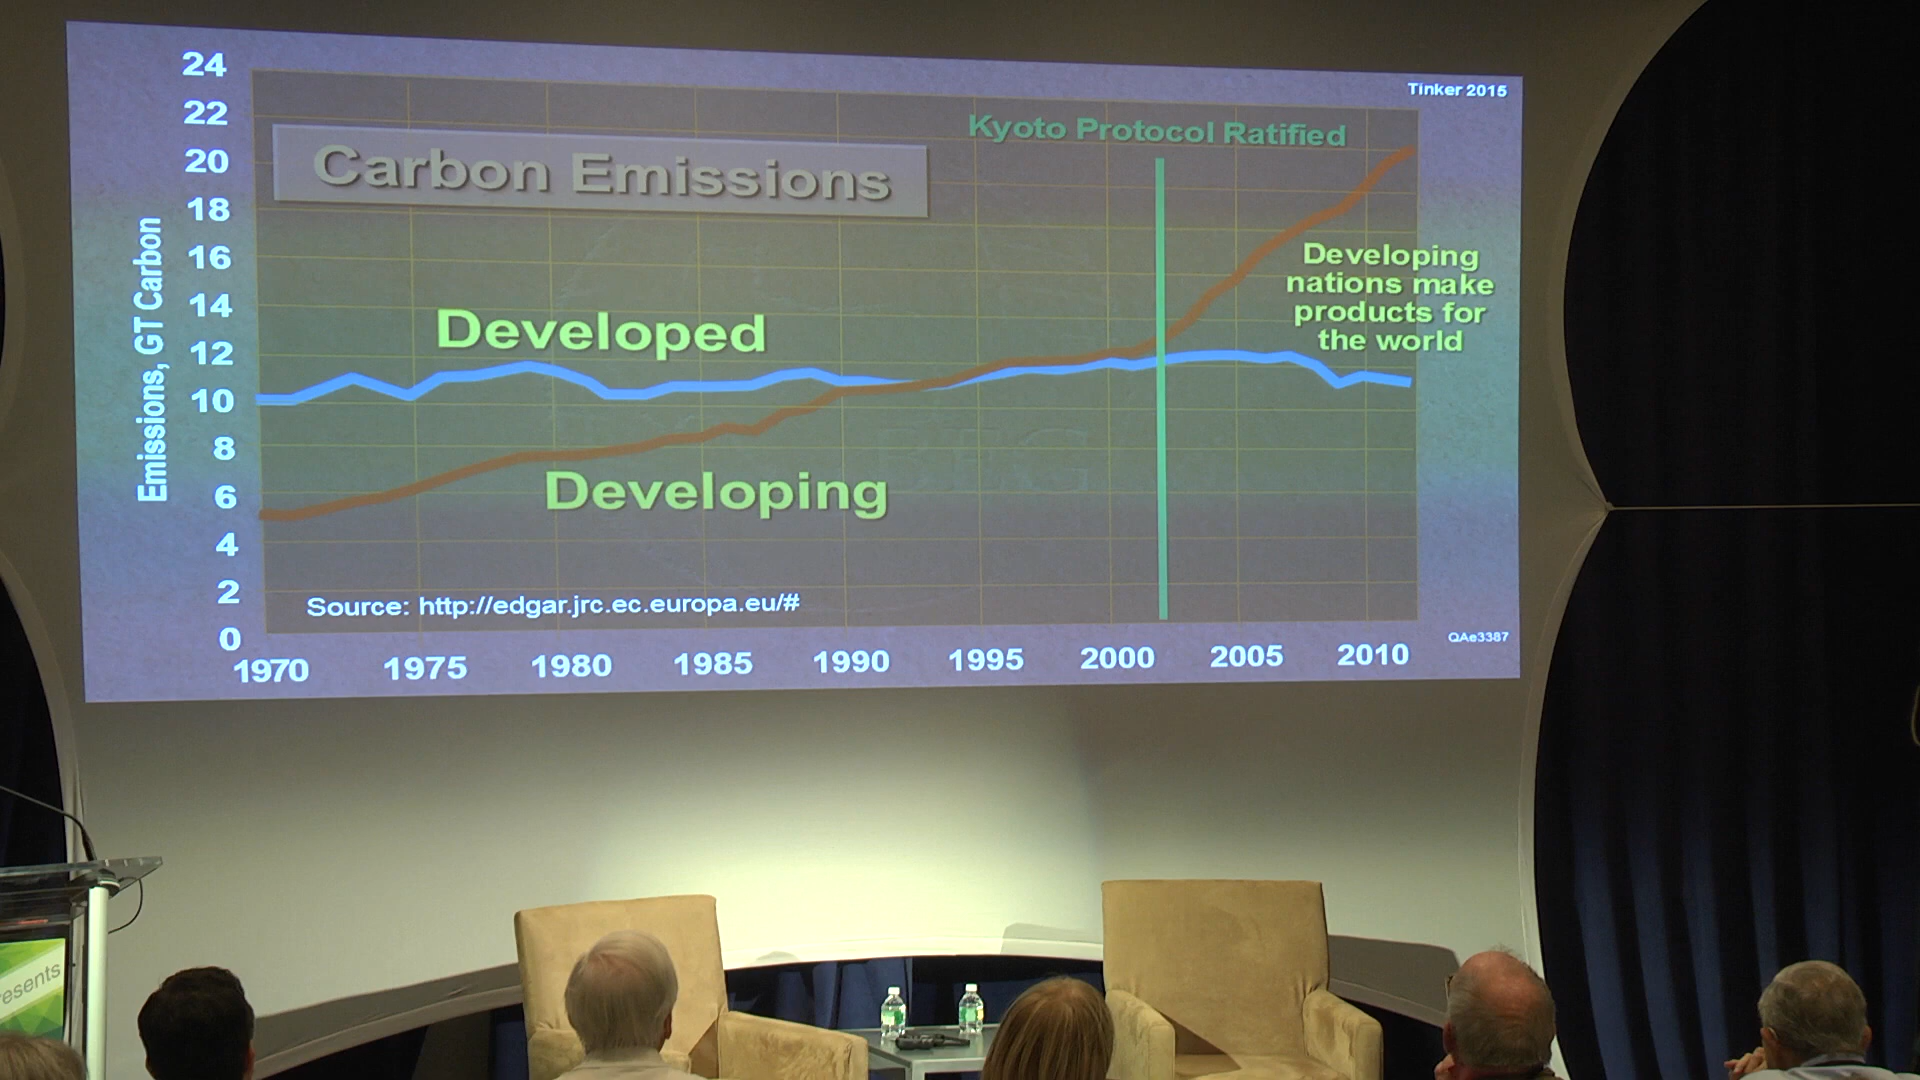 Tinker 2015
Kyoto Protocol Ratified
Carbon Emissions
24
22
20
18
16
14
12
10
8
6
4
2
0
Emissions, GT Carbon
Developed
Developing
Developing
nations make
products for
the world
Source: http://edgar.jrc.ec.europa.eu/#
QAe3387
1970 1975 1980 1985 1990 1995 2000 2005 2010